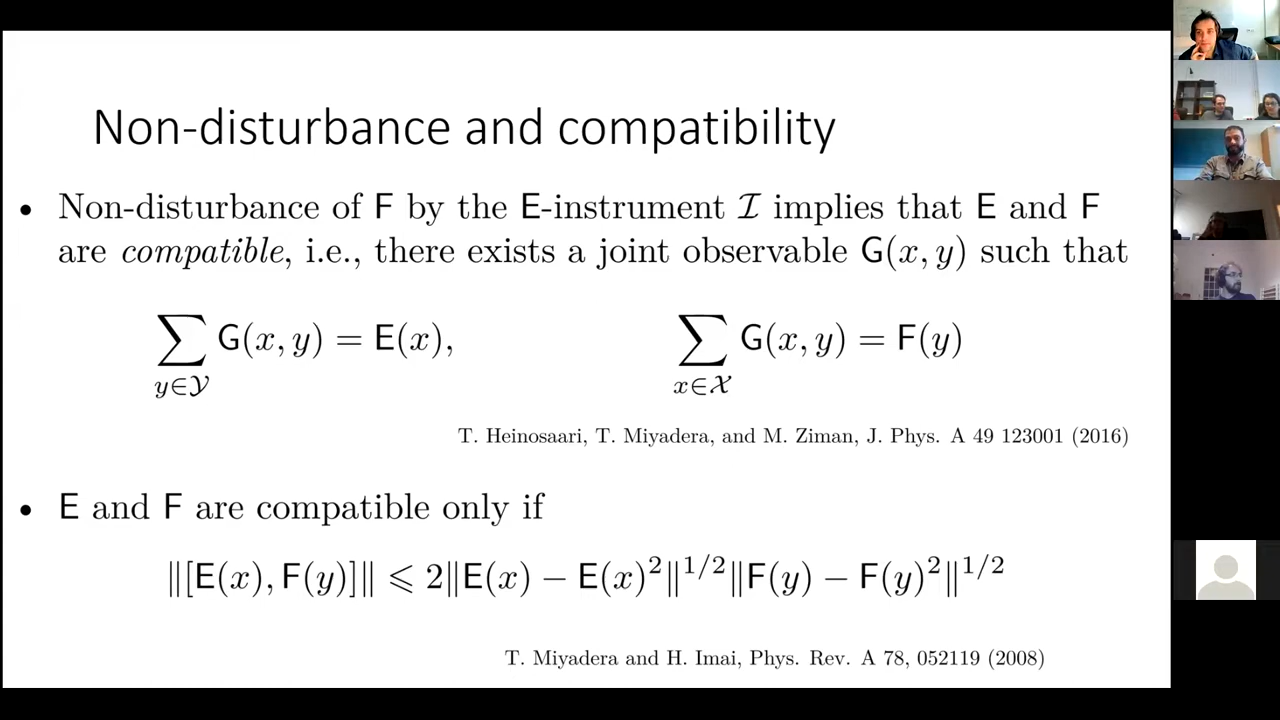 Non-disturbance and compatibility
• Non-disturbance of F by the E-instrument ℐ implies that E and F
are compatible, i.e., there exists a joint observable G(x, y) such that
∑_{y∈𝒴} G(x, y) = E(x), ∑_{x∈𝒳} G(x, y) = F(y)
T. Heinosaari, T. Miyadera, and M. Ziman, J. Phys. A 49 123001 (2016)
• E and F are compatible only if
‖[E(x), F(y)]‖ ⩽ 2‖E(x) − E(x)²‖^{1/2}‖F(y) − F(y)²‖^{1/2}
T. Miyadera and H. Imai, Phys. Rev. A 78, 052119 (2008)